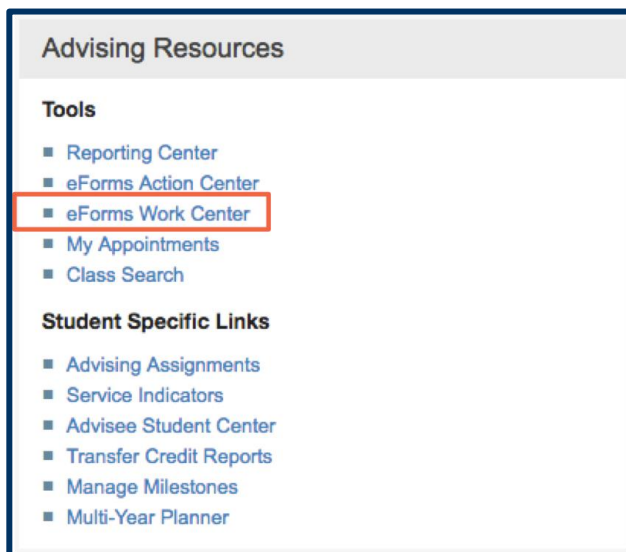 Advising Resources
Tools
Reporting Center
eForms Action Center
eForms Work Center
My Appointments
Class Search
Student Specific Links
Advising Assignments
Service Indicators
Advisee Student Center
Transfer Credit Reports
Manage Milestones
Multi-Year Planner